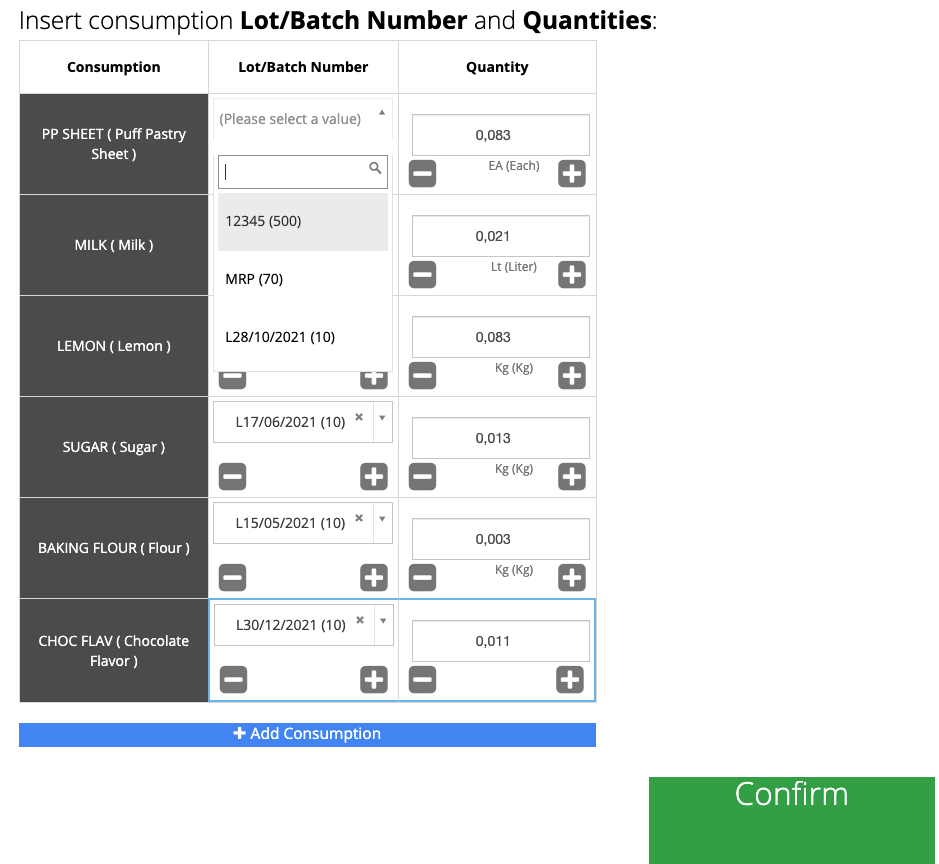 Insert consumption Lot/Batch Number and Quantities:
Consumption
Lot/Batch Number
Quantity
PP SHEET ( Puff Pastry
Sheet )
(Please select a value)
0,083
EA (Each)
12345 (500)
MRP (70)
L28/10/2021 (10)
MILK ( Milk )
0,021
Lt (Liter)
LEMON ( Lemon )
0,083
Kg (Kg)
SUGAR ( Sugar )
L17/06/2021 (10)
0,013
Kg (Kg)
BAKING FLOUR ( Flour )
L15/05/2021 (10)
0,003
Kg (Kg)
CHOC FLAV ( Chocolate
Flavor )
L30/12/2021 (10)
0,011
Add Consumption
Confirm